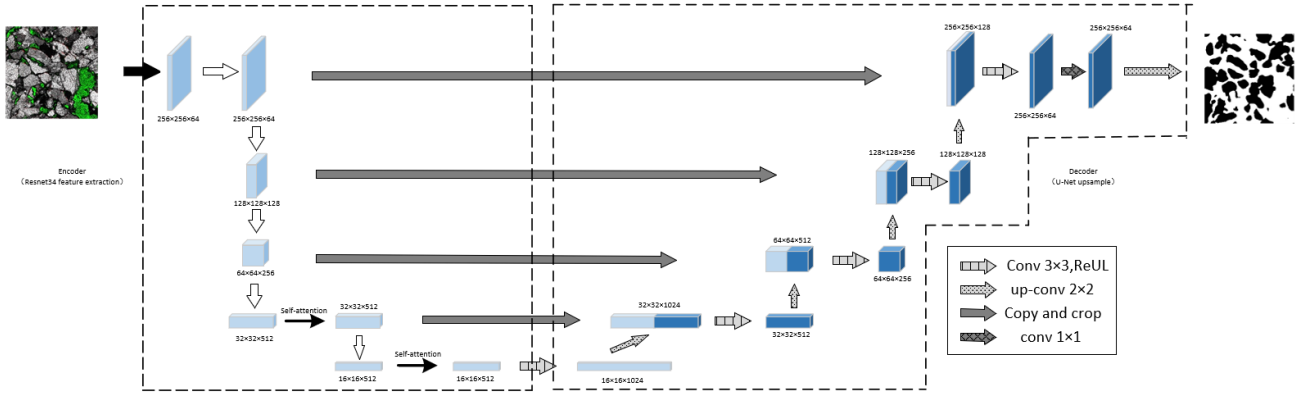 256×256×64
256×256×64
Encoder
（Resnet34 feature extraction）
128×128×128
64×64×256
32×32×512
Self-attention
32×32×512
16×16×512
Self-attention
16×16×512
16×16×1024
32×32×1024
32×32×512
64×64×512
64×64×256
128×128×256
128×128×128
256×256×128
256×256×64
256×256×64
Decoder
（U-Net upsample）
Conv 3×3,ReUL
up-conv 2×2
Copy and crop
conv 1×1